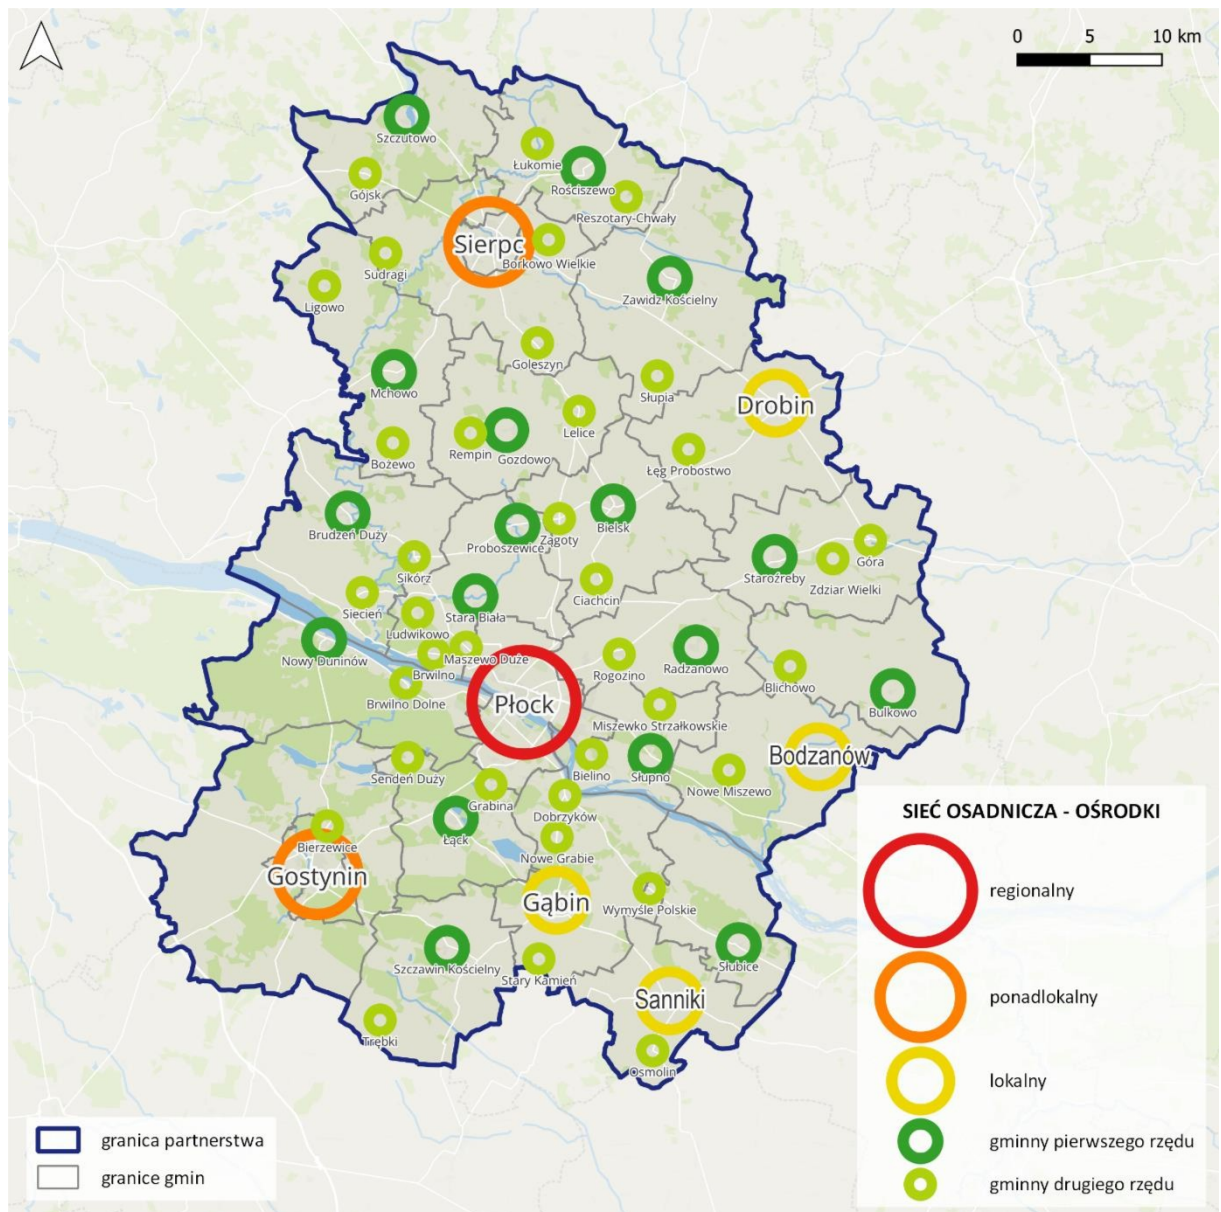 0 5 10 km
Szczutowo
Łukomie
Rościszewo
Gójsk
Reszotary-Chwały
Sierpc
Borkowo Wielkie
Sudragi
Zawidz Kościelny
Ligowo
Goleszyn
Mchowo
Słupia
Drobin
Lelice
Rempin
Gozdowo
Bożewo
Łęg Probostwo
Bielsk
Brudzeń Duży
Proboszewice
Zągoty
Góra
Sikórz
Staroźreby
Zdziar Wielki
Ciachcin
Siecień
Stara Biała
Ludwikowo
Nowy Duninów
Maszewo Duże
Radzanowo
Brwilno
Rogozino
Blichowo
Brwilno Dolne
Płock
Bulkowo
Miszewko Strzałkowskie
Bodzanów
Sendeń Duży
Bielino
Słupno
Nowe Miszewo
Grabina
Dobrzyków
Łąck
Bierzewice
Nowe Grabie
Gostynin
Gąbin
Wymyśle Polskie
Szczawin Kościelny
Słubice
Stary Kamień
Sanniki
Trębki
Osmolin
SIEĆ OSADNICZA - OŚRODKI
regionalny
ponadlokalny
lokalny
gminny pierwszego rzędu
gminny drugiego rzędu
granica partnerstwa
granice gmin